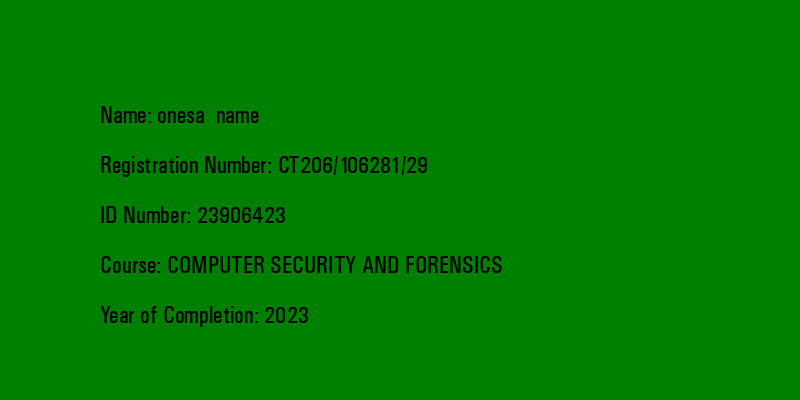 Name: onesa  name
Registration Number: CT206/106281/29
ID Number: 23906423
Course: COMPUTER SECURITY AND FORENSICS
Year of Completion: 2023